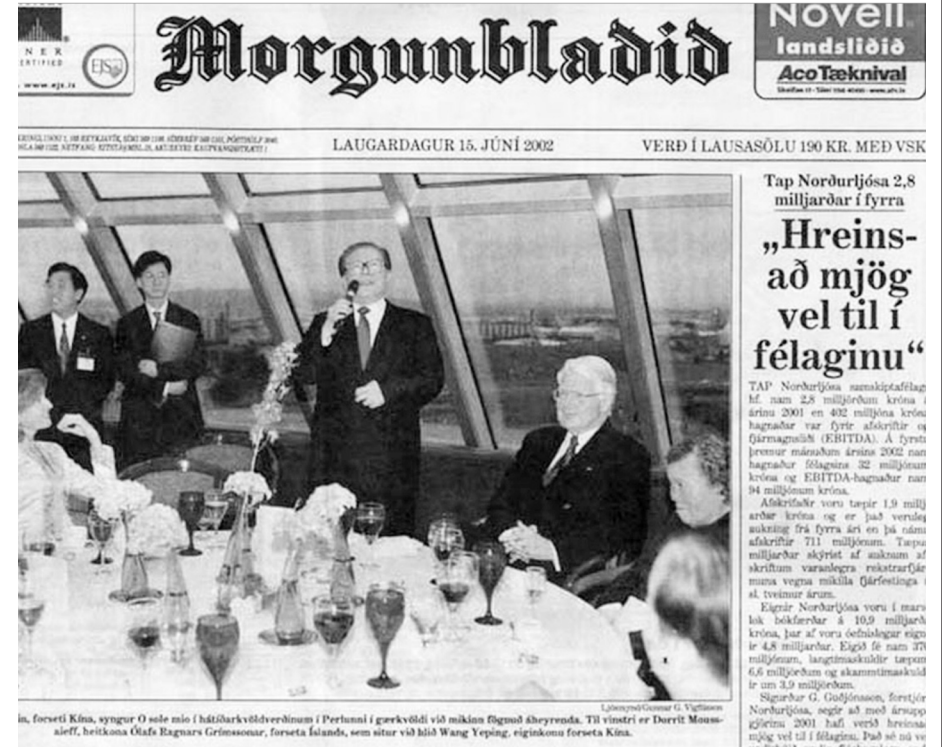 NER
ERTIFIED
www.ejs.is
EJS
Morgunblaðið
Novell
landsliðið
AcoTæknival
LAUGARDAGUR 15. JÚNÍ 2002
VERÐ Í LAUSASÖLU 190 KR. MEÐ VSK
Ljósmynd/Gunnar G. Vigfússon
in, forseti Kína, syngur O sole mio í hátíðarkvöldverðinum í Perlunni í gærkvöldi við mikinn fögnuð áheyrenda. Til vinstri er Dorrit Mouss-
aieff, heitkona Ólafs Ragnars Grímssonar, forseta Íslands, sem situr við hlið Wang Yeping, eiginkonu forseta Kína.
Tap Norðurljósa 2,8
milljarðar í fyrra
„Hreins-
að mjög
vel til í
félaginu“
TAP Norðurljósa samskiptafélags
hf. nam 2,8 milljörðum króna á
árinu 2001 en 402 milljóna króna
hagnaður var fyrir afskriftir og
fjármagnsliði (EBITDA). Á fyrstu
þremur mánuðum ársins 2002 nam
hagnaður félagsins 32 milljónum
króna og EBITDA-hagnaður nam
94 milljónum króna.
Afskriftir voru tæpir 1,9 millj-
arðar króna og er það veruleg
aukning frá fyrra ári en þá námu
afskriftir 711 milljónum. Tæpur
milljarður skýrist af auknum af-
skriftum varanlegra rekstrarfjár-
muna vegna mikilla fjárfestinga í
sl. tveimur árum.
Eignir Norðurljósa voru í mars-
lok bókfærðar á 10,9 milljarða
króna, þar af voru óefnislegar eign-
ir 4,8 milljarðar. Eigið fé nam 376
milljónum, langtímaskuldir tæpum
6,6 milljörðum og skammtímaskuld-
ir um 3,9 milljörðum.
Sigurður G. Guðjónsson, forstjóri
Norðurljósa, segir að með ársupp-
gjörinu 2001 hafi verið hreinsað
mjög vel til í félaginu. Það sé nú